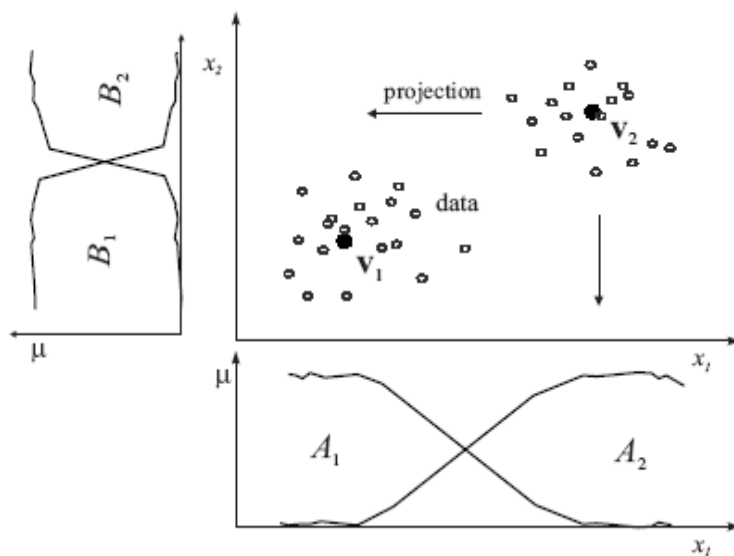 B₂
x₂
projection
v₂
data
B₁
v₁
μ
x₁
μ
A₁
A₂
x₁